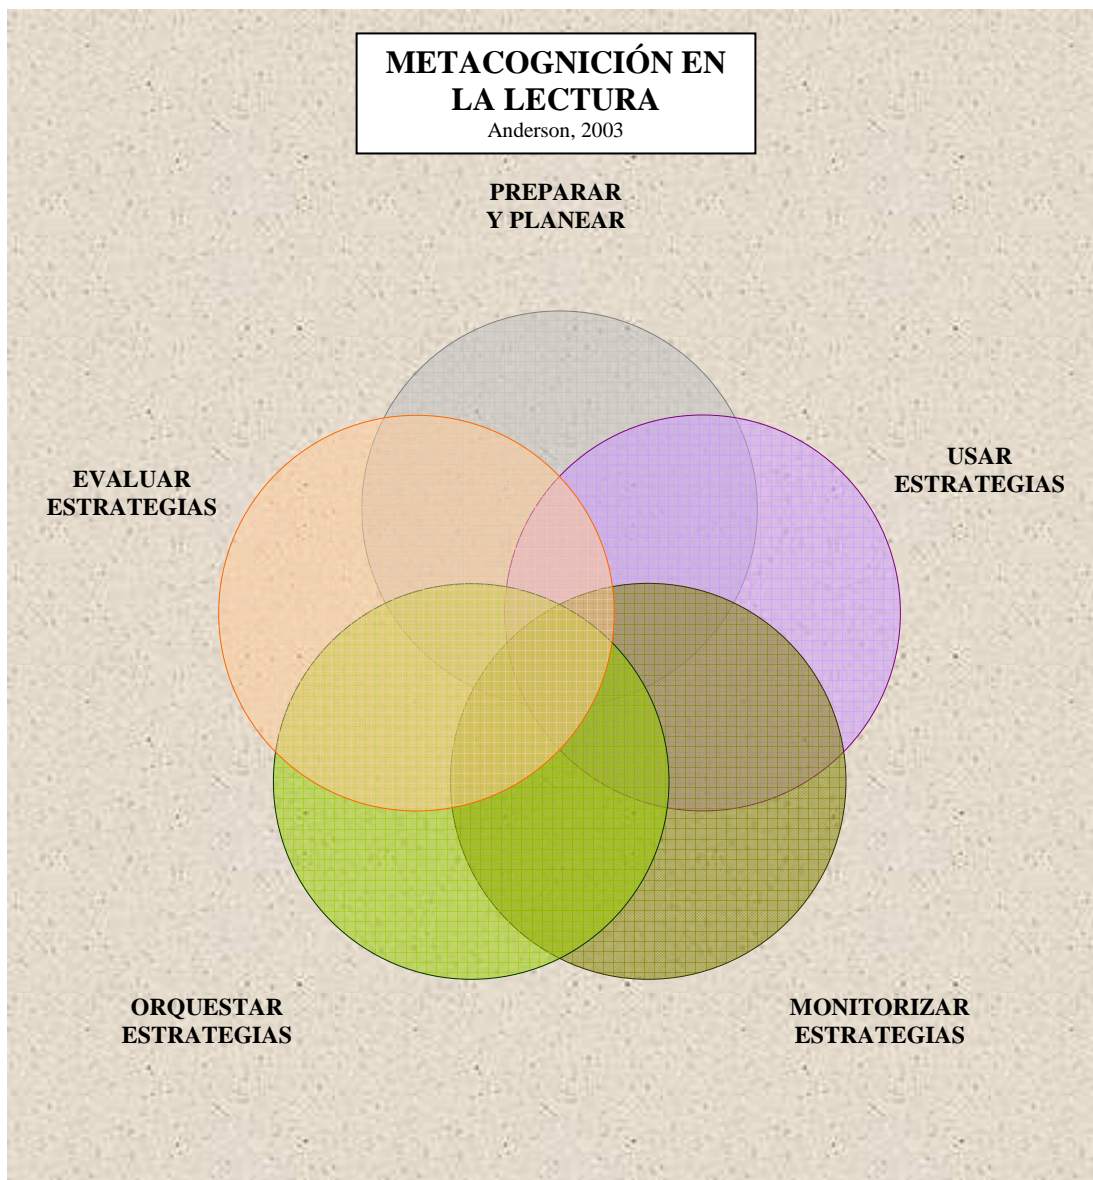 METACOGNICIÓN EN
LA LECTURA
Anderson, 2003
PREPARAR
Y PLANEAR
USAR
ESTRATEGIAS
EVALUAR
ESTRATEGIAS
ORQUESTAR
ESTRATEGIAS
MONITORIZAR
ESTRATEGIAS